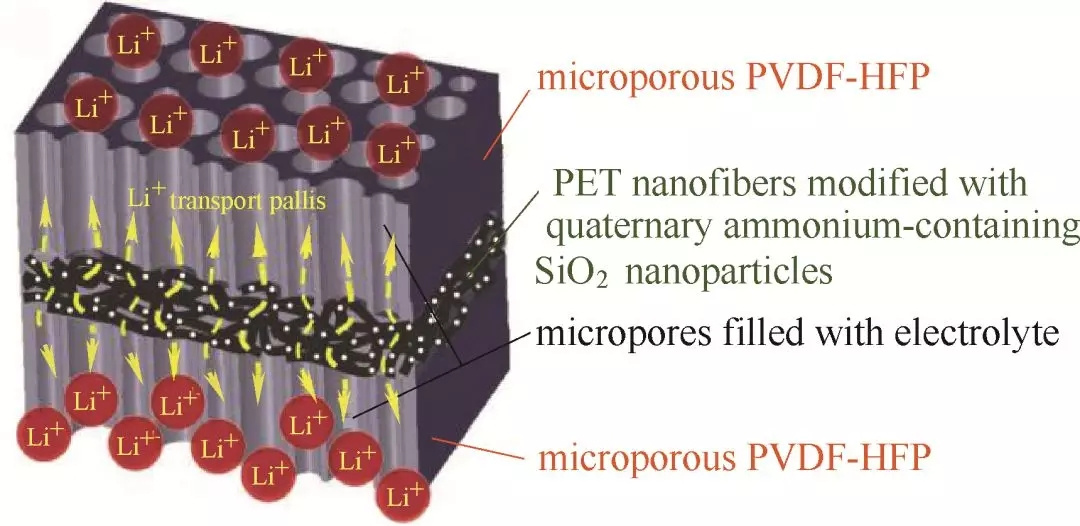 Li⁺
Li⁺
Li⁺
Li⁺
Li⁺
Li⁺
Li⁺
Li⁺
Li⁺
microporous PVDF-HFP
PET nanofibers modified with
quaternary ammonium-containing
SiO₂ nanoparticles
Li⁺ transport pallis
micropores filled with electrolyte
Li⁺
Li⁺
Li⁺
Li⁺
Li⁺
Li⁺
Li⁺
Li⁺
Li⁺
microporous PVDF-HFP